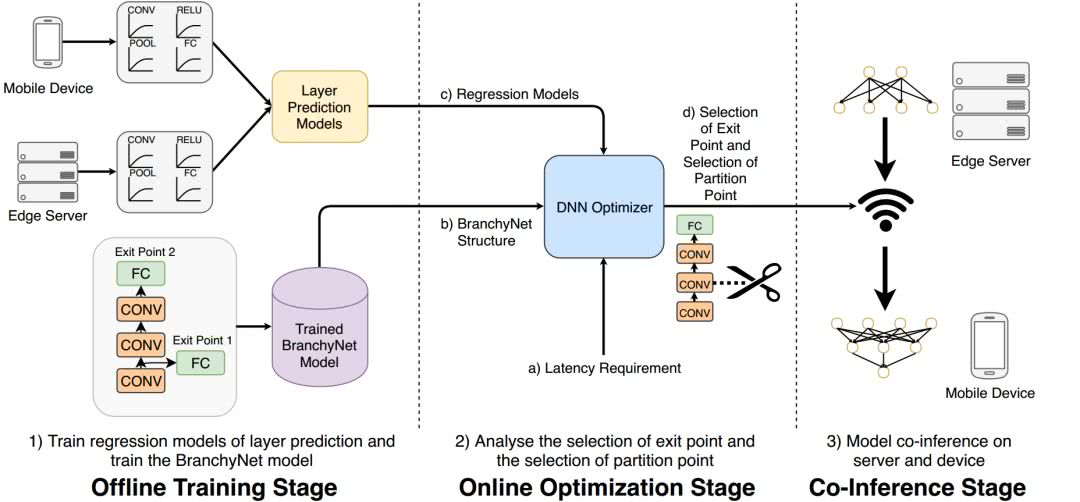 CONV RELU
POOL FC
Mobile Device
CONV RELU
POOL FC
Edge Server
Layer
Prediction
Models
Exit Point 2
FC
CONV
CONV
Exit Point 1
CONV
FC
Trained
BranchyNet
Model
1) Train regression models of layer prediction and
train the BranchyNet model
Offline Training Stage
c) Regression Models
b) BranchyNet
Structure
DNN Optimizer
a) Latency Requirement
d) Selection
of Exit
Point and
Selection of
Partition
Point
FC
CONV
CONV
CONV
2) Analyse the selection of exit point and
the selection of partition point
Online Optimization Stage
Edge Server
Mobile Device
3) Model co-inference on
server and device
Co-Inference Stage